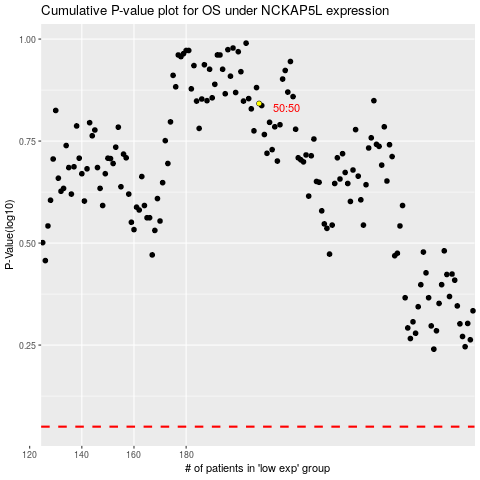 Cumulative P-value plot for OS under NCKAP5L expression
P-Value(log10)
1.00
0.75
0.50
0.25
50:50
120 140 160 180
# of patients in 'low exp' group